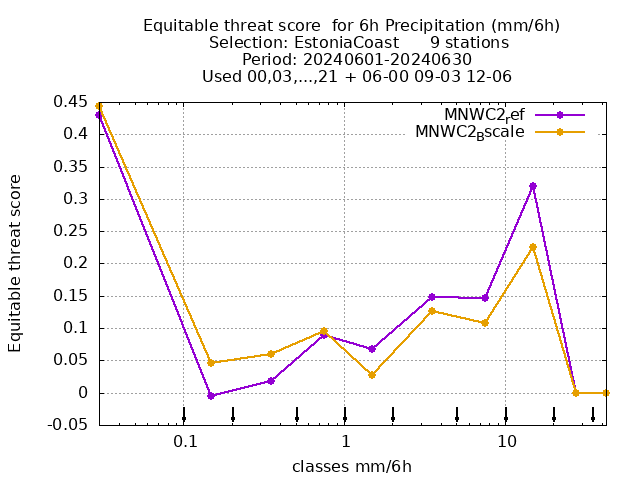 Equitable threat score  for 6h Precipitation (mm/6h)
Selection: EstoniaCoast      9 stations
Period: 20240601-20240630
Used 00,03,...,21 + 06-00 09-03 12-06
MNWC2ref
MNWC2Bscale
Equitable threat score
0.45
0.4
0.35
0.3
0.25
0.2
0.15
0.1
0.05
0
-0.05
0.1
1
10
classes mm/6h